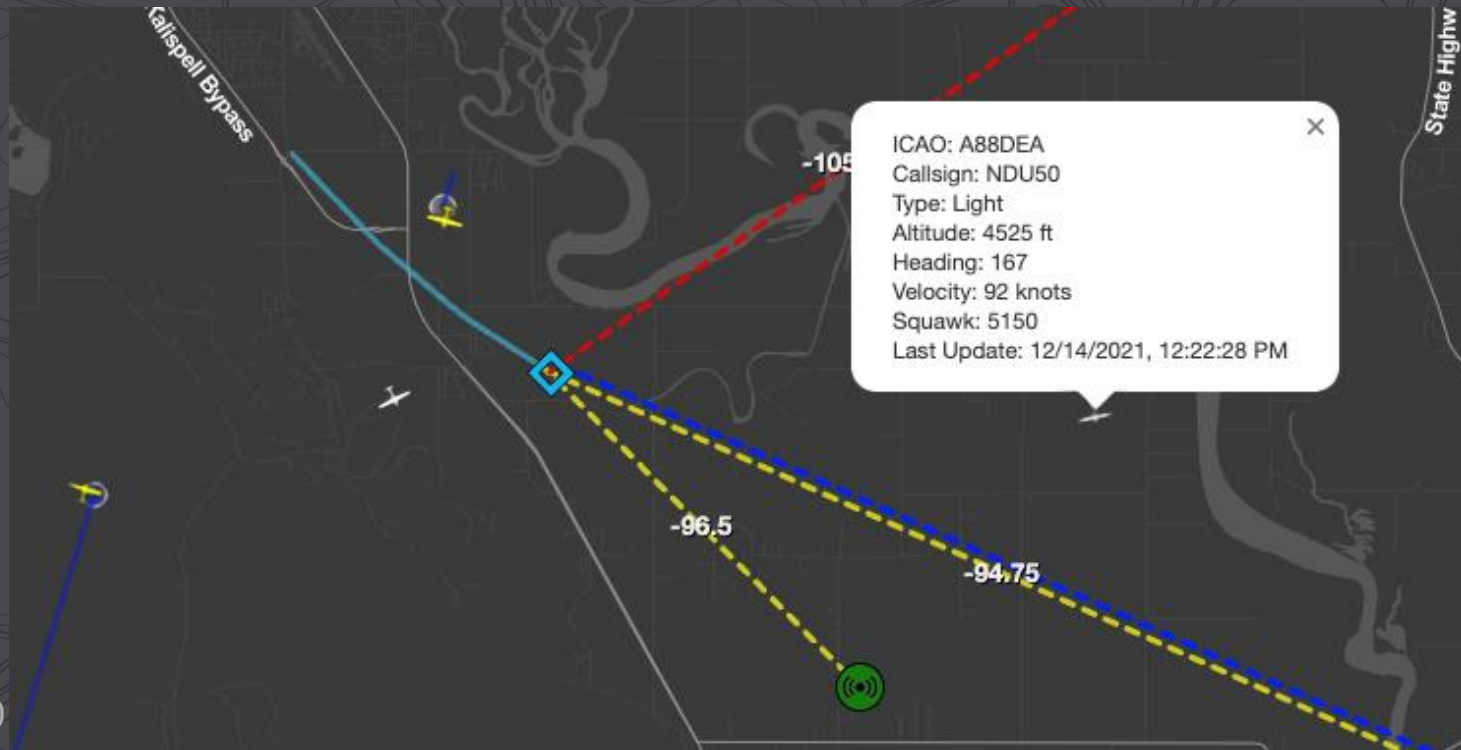 Kalispell Bypass
State Highw
-105
×
ICAO: A88DEA
Callsign: NDU50
Type: Light
Altitude: 4525 ft
Heading: 167
Velocity: 92 knots
Squawk: 5150
Last Update: 12/14/2021, 12:22:28 PM
-96.5
-94.75